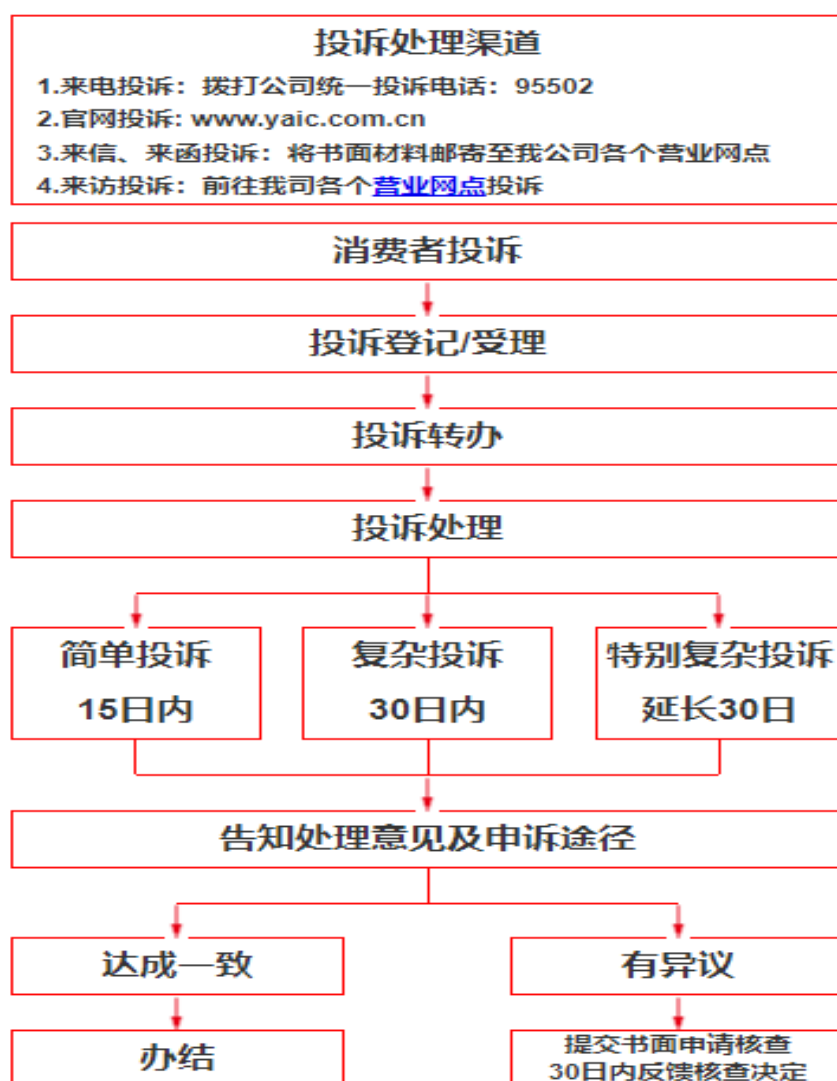 投诉处理渠道
1.来电投诉：拨打公司统一投诉电话：95502
2.官网投诉: www.yaic.com.cn
3.来信、来函投诉：将书面材料邮寄至我公司各个营业网点
4.来访投诉：前往我司各个营业网点投诉
消费者投诉
投诉登记/受理
投诉转办
投诉处理
简单投诉
15日内
复杂投诉
30日内
特别复杂投诉
延长30日
告知处理意见及申诉途径
达成一致
有异议
办结
提交书面申请核查
30日内反馈核查决定